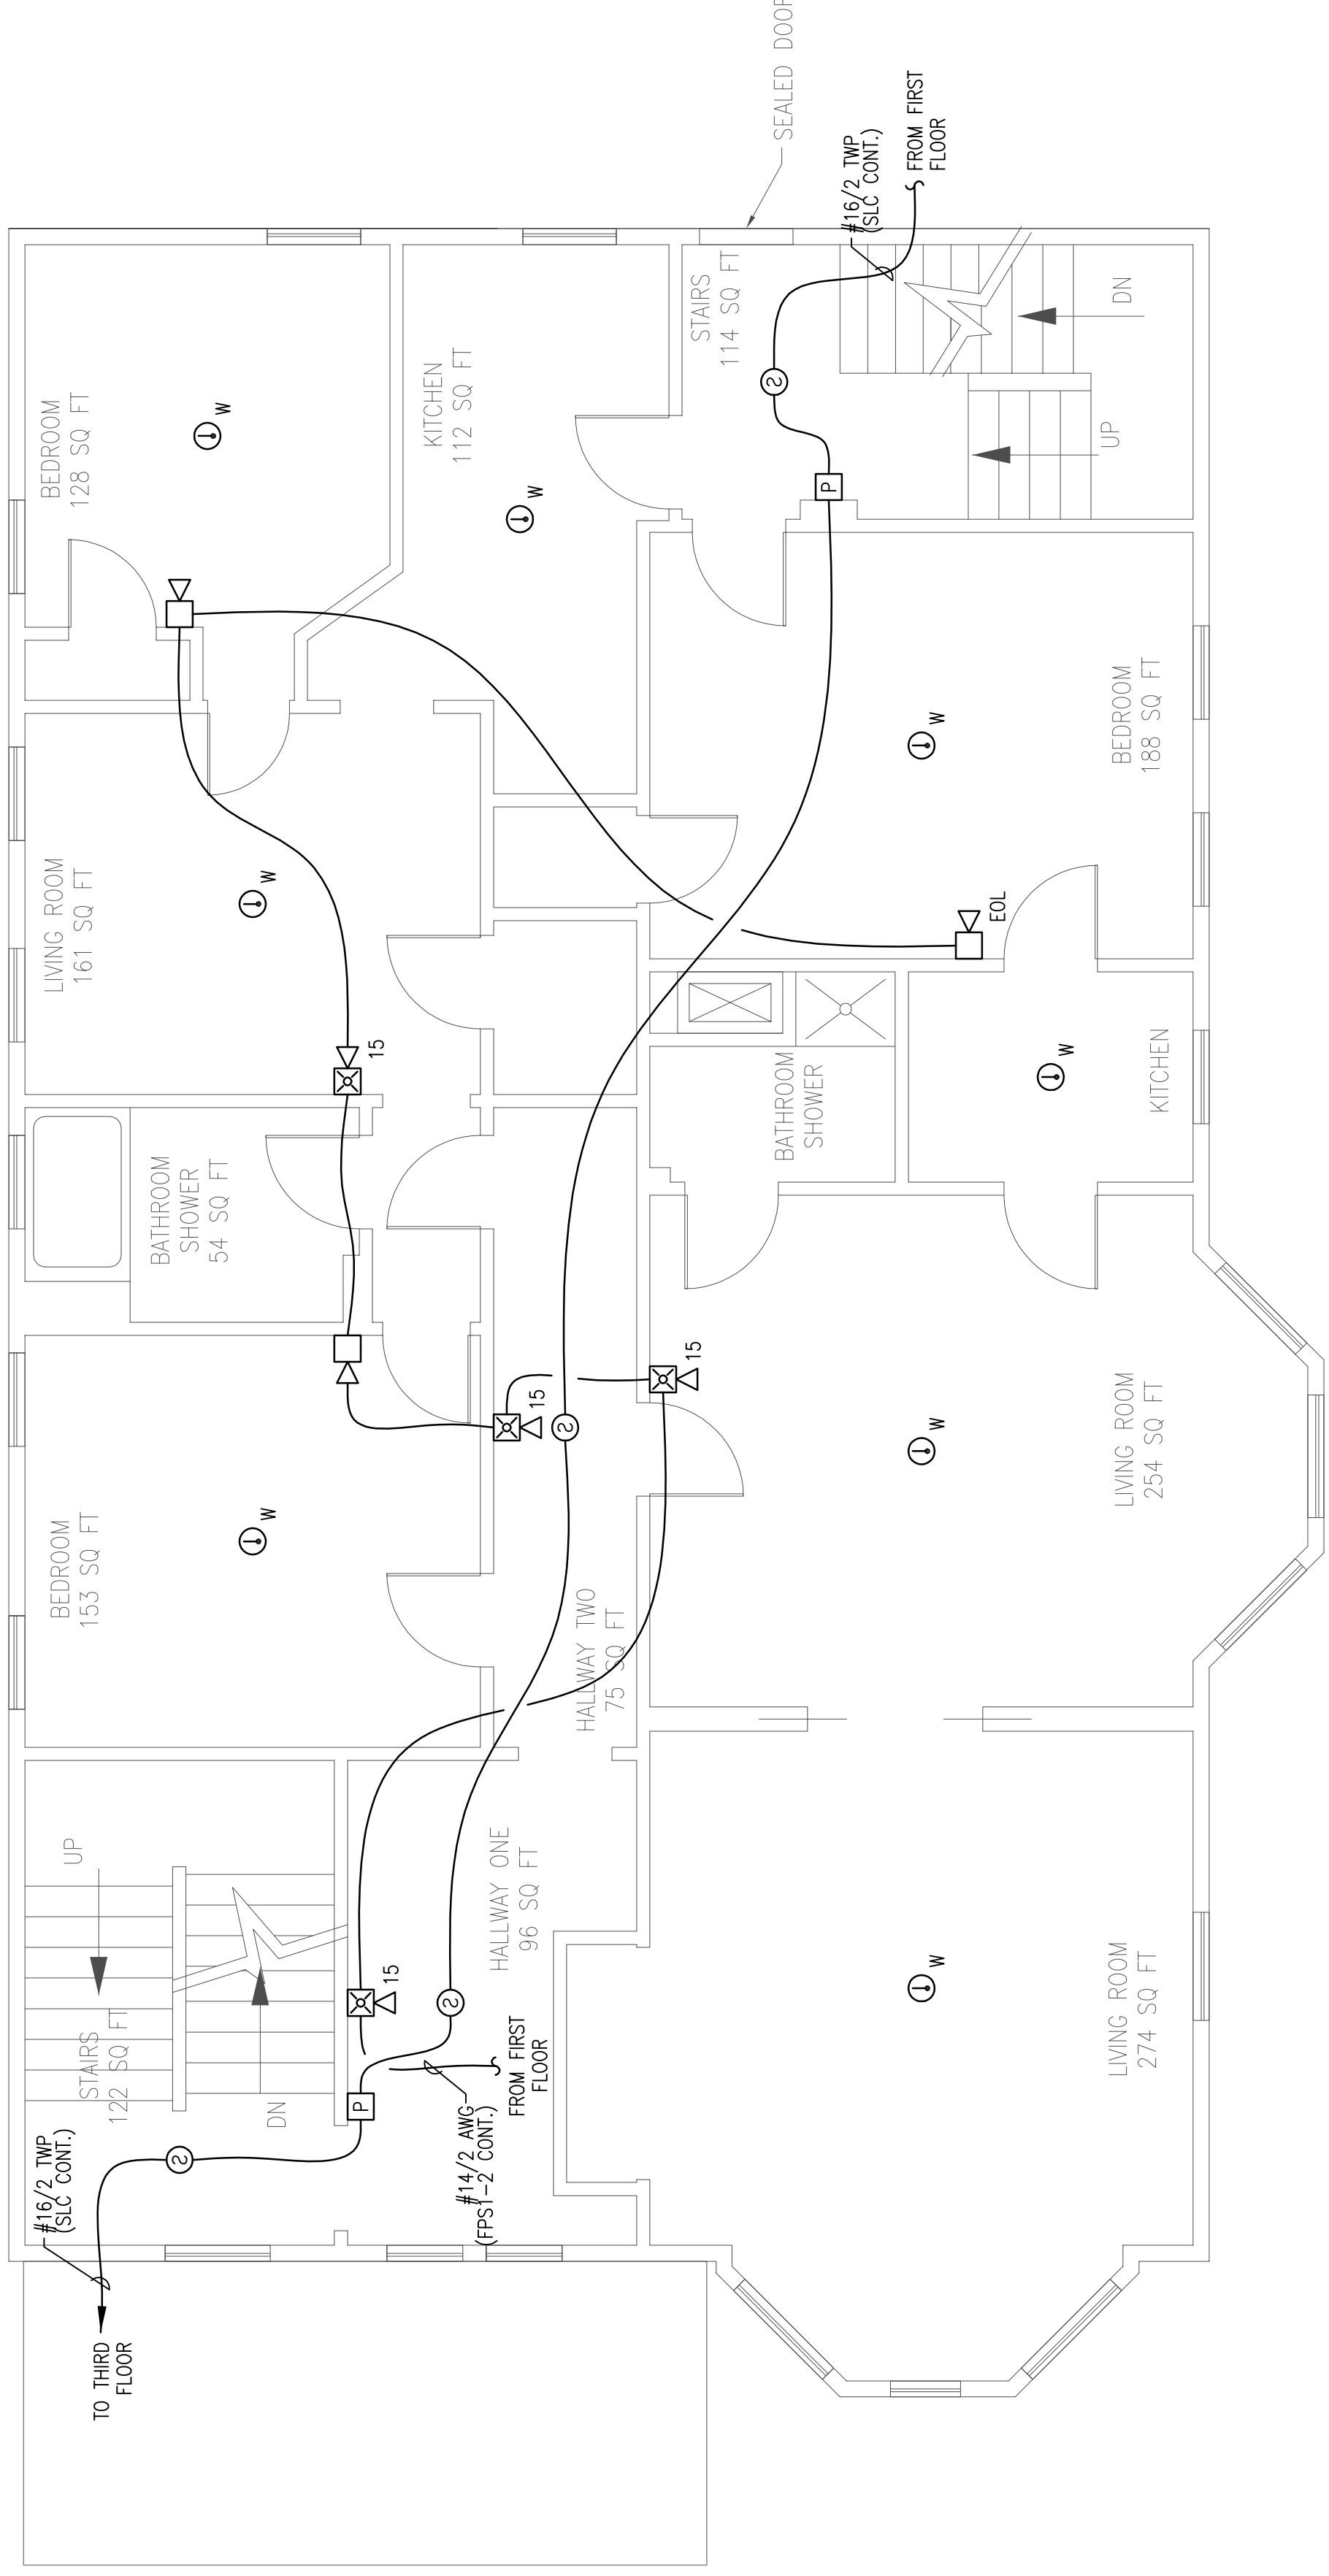 TO THIRD
FLOOR
#16/2 TWP
(SLC CONT.)
S
STAIRS
122 SQ FT
UP
DN
P
15
#14/2 AWG
(FPS1-2 CONT.)
FROM FIRST
FLOOR
S
HALLWAY ONE
96 SQ FT
HALLWAY TWO
75 SQ FT
BEDROOM
153 SQ FT
W
15
S
15
BATHROOM
SHOWER
54 SQ FT
LIVING ROOM
161 SQ FT
W
15
BEDROOM
128 SQ FT
W
KITCHEN
112 SQ FT
W
STAIRS
114 SQ FT
S
P
UP
DN
SEALED DOOR
#16/2 TWP
(SLC CONT.)
FROM FIRST
FLOOR
LIVING ROOM
274 SQ FT
W
LIVING ROOM
254 SQ FT
W
BATHROOM
SHOWER
KITCHEN
W
BEDROOM
188 SQ FT
W
EOL